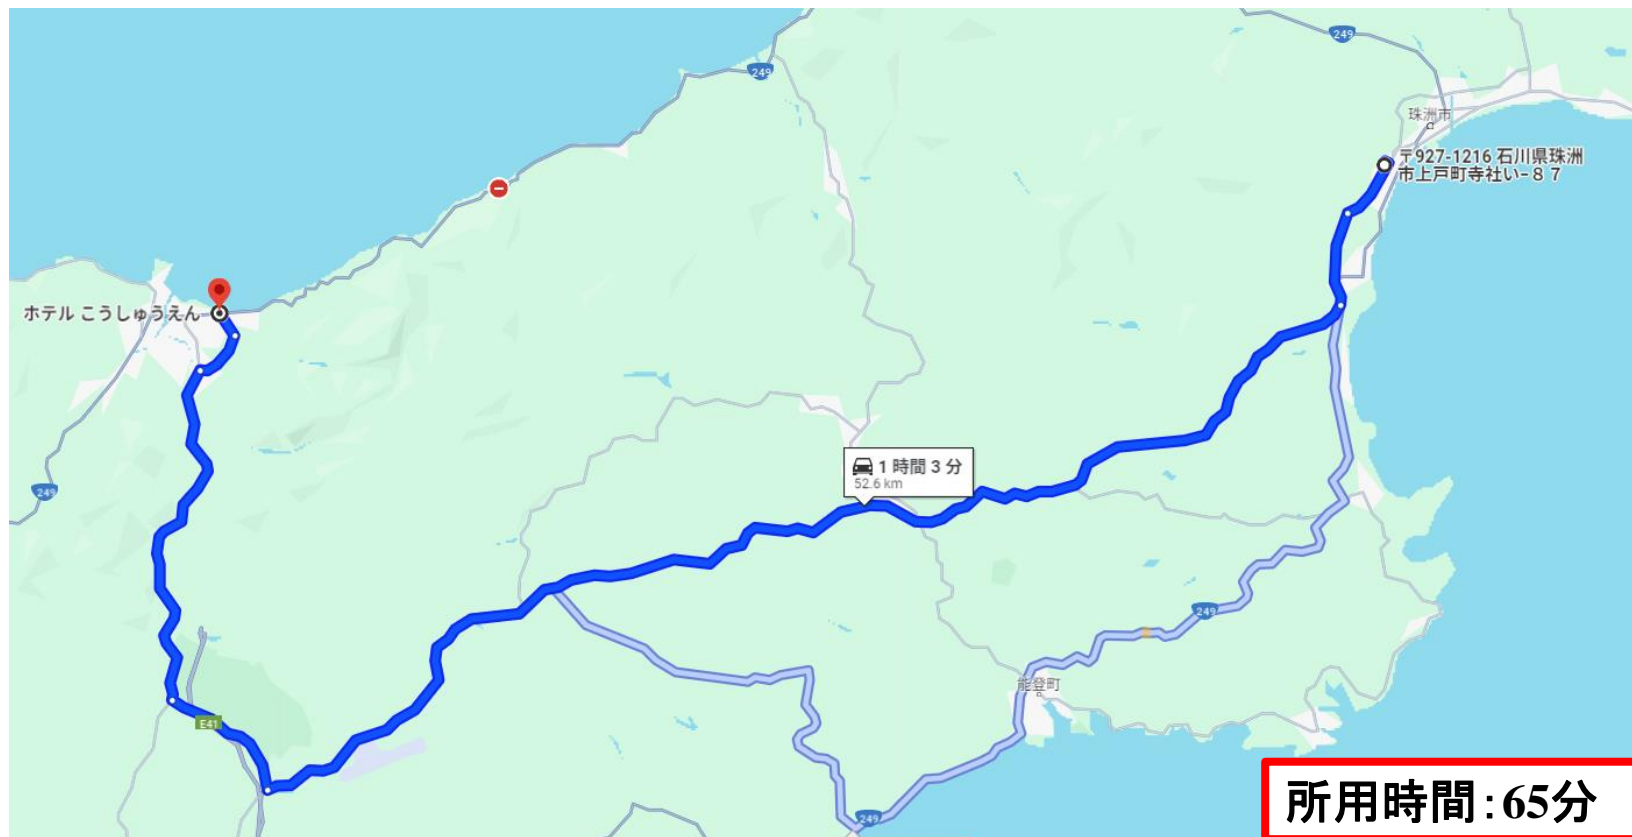 249
249
珠洲市
〒927-1216 石川県珠洲
市上戸町寺社い-８７
ホテル こうしゅうえん
1 時間 3 分
52.6 km
249
249
能登町
E41
249
所用時間：65分